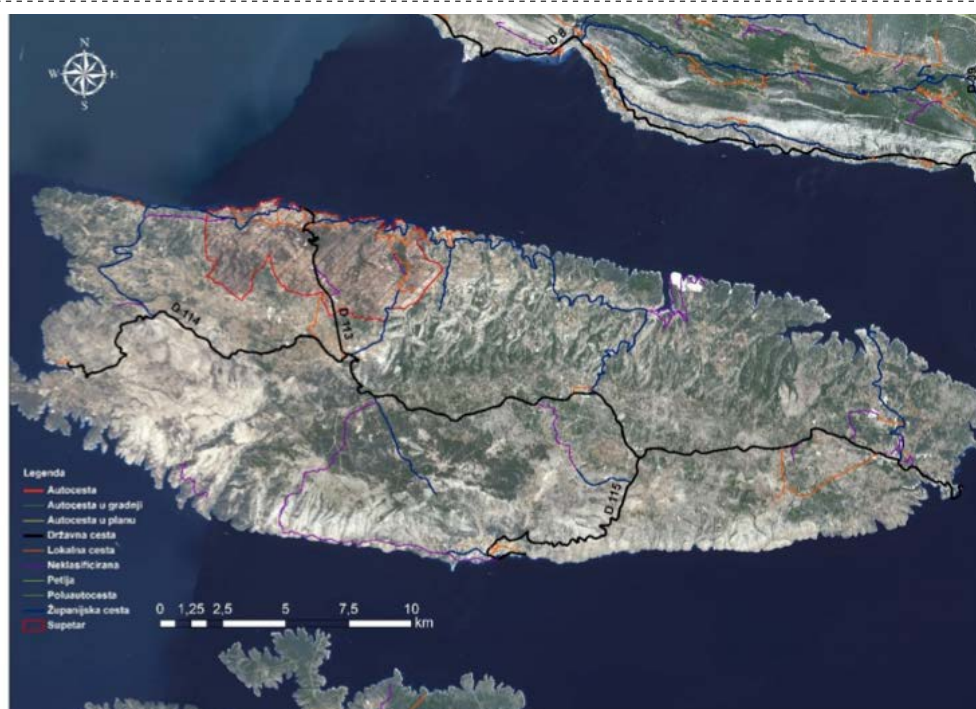 N
W E
S
D 8
D 114
D 113
D 115
Legenda
Autocesta
Autocesta u gradnji
Autocesta u planu
Državna cesta
Lokalna cesta
Neklasificirana
Petlja
Poluautocesta
Županijska cesta
Supetar
0 1,25 2,5 5 7,5 10
km